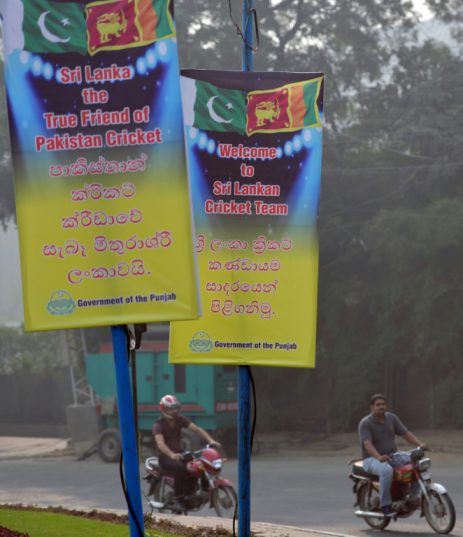 Sri Lanka
the
True Friend of
Pakistan Cricket
පාකිස්තාන්
ක්රිකට්
ක්රීඩාවේ
සැබෑ මිතුරාශ්රී
ලංකාවයි.
Government of the Punjab
Welcome
to
Sri Lankan
Cricket Team
ශ්රී ලංකා ක්රිකට්
කණ්ඩායම
සාදරයෙන්
පිළිගනිමු.
Government of the Punjab